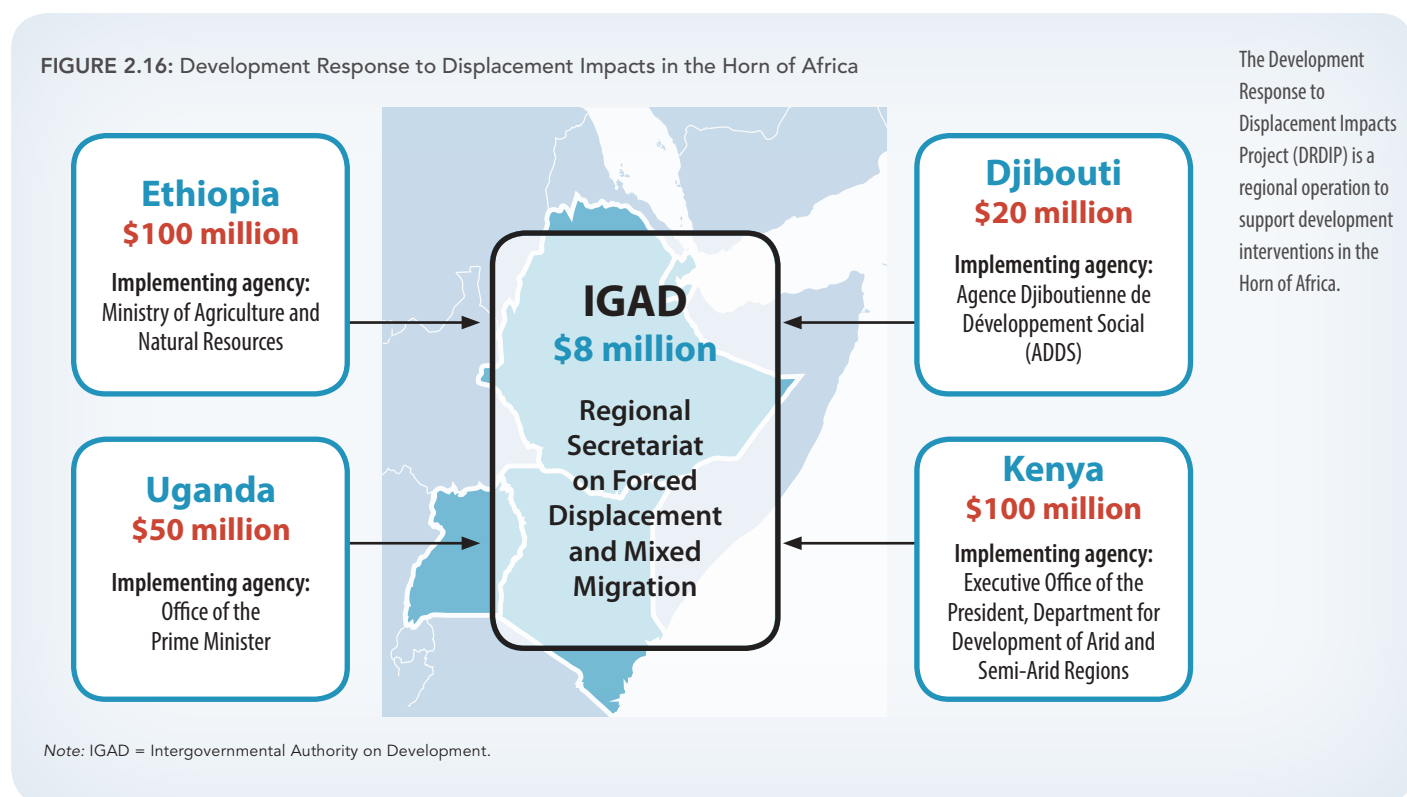 FIGURE 2.16: Development Response to Displacement Impacts in the Horn of Africa
The Development
Response to
Displacement Impacts
Project (DRDIP) is a
regional operation to
support development
interventions in the
Horn of Africa.
Ethiopia
$100 million
Implementing agency:
Ministry of Agriculture and
Natural Resources
Uganda
$50 million
Implementing agency:
Office of the
Prime Minister
IGAD
$8 million
Regional
Secretariat
on Forced
Displacement
and Mixed
Migration
Djibouti
$20 million
Implementing agency:
Agence Djiboutienne de
Développement Social
(ADDS)
Kenya
$100 million
Implementing agency:
Executive Office of the
President, Department for
Development of Arid and
Semi-Arid Regions
Note: IGAD = Intergovernmental Authority on Development.